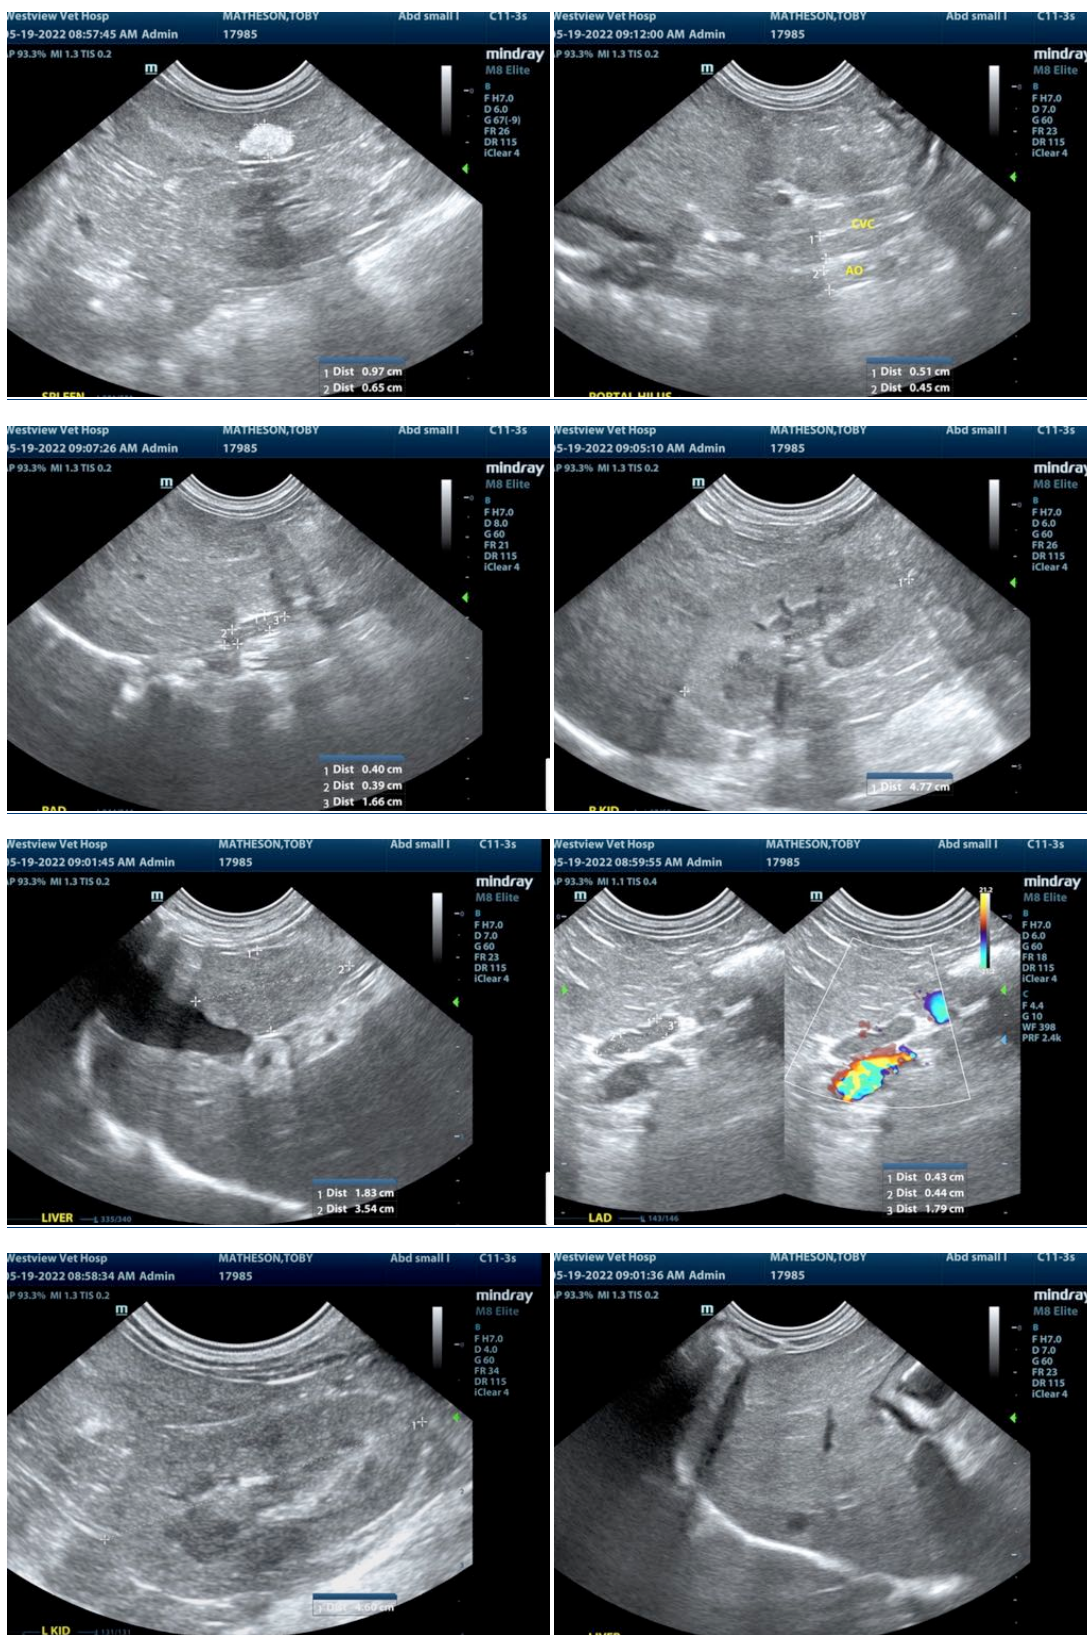 Westview Vet Hosp MATHESON,TOBY Abd small I C11-3s
05-19-2022 08:57:45 AM Admin 17985
AP 93.3% MI 1.3 TIS 0.2
m
mindray
M8 Elite
B
F H7.0
D 6.0
G 67(-9)
FR 26
DR 115
iClear 4
1 Dist 0.97 cm
2 Dist 0.65 cm
SPLEEN
Westview Vet Hosp MATHESON,TOBY Abd small I C11-3s
05-19-2022 09:12:00 AM Admin 17985
AP 93.3% MI 1.3 TIS 0.2
m
mindray
M8 Elite
B
F H7.0
D 7.0
G 60
FR 23
DR 115
iClear 4
CVC
1
2 AO
1 Dist 0.51 cm
2 Dist 0.45 cm
PORTAL HILUS
Westview Vet Hosp MATHESON,TOBY Abd small I C11-3s
05-19-2022 09:07:26 AM Admin 17985
AP 93.3% MI 1.3 TIS 0.2
m
mindray
M8 Elite
B
F H7.0
D 8.0
G 60
FR 21
DR 115
iClear 4
1 3
2
1 Dist 0.40 cm
2 Dist 0.39 cm
3 Dist 1.66 cm
RAD
Westview Vet Hosp MATHESON,TOBY Abd small I C11-3s
05-19-2022 09:05:10 AM Admin 17985
AP 93.3% MI 1.3 TIS 0.2
m
mindray
M8 Elite
B
F H7.0
D 6.0
G 60
FR 26
DR 115
iClear 4
1
1 Dist 4.77 cm
R KID
Westview Vet Hosp MATHESON,TOBY Abd small I C11-3s
05-19-2022 09:01:45 AM Admin 17985
AP 93.3% MI 1.3 TIS 0.2
m
mindray
M8 Elite
B
F H7.0
D 7.0
G 60
FR 23
DR 115
iClear 4
1
2
1 Dist 1.83 cm
2 Dist 3.54 cm
LIVER L 335/340
Westview Vet Hosp MATHESON,TOBY Abd small I C11-3s
05-19-2022 08:59:55 AM Admin 17985
AP 93.3% MI 1.1 TIS 0.4
m m
21.2
mindray
M8 Elite
B
F H7.0
D 6.0
G 60
FR 18
DR 115
iClear 4
C
F 4.4
G 10
WF 398
PRF 2.4k
1 3
2
1 Dist 0.43 cm
2 Dist 0.44 cm
3 Dist 1.79 cm
LAD L 143/146
Westview Vet Hosp MATHESON,TOBY Abd small I C11-3s
05-19-2022 08:58:34 AM Admin 17985
AP 93.3% MI 1.3 TIS 0.2
m
mindray
M8 Elite
B
F H7.0
D 4.0
G 60
FR 34
DR 115
iClear 4
1
1 Dist 4.60 cm
L KID L 131/131
Westview Vet Hosp MATHESON,TOBY Abd small I C11-3s
05-19-2022 09:01:36 AM Admin 17985
AP 93.3% MI 1.3 TIS 0.2
m
mindray
M8 Elite
B
F H7.0
D 7.0
G 60
FR 23
DR 115
iClear 4
LIVER